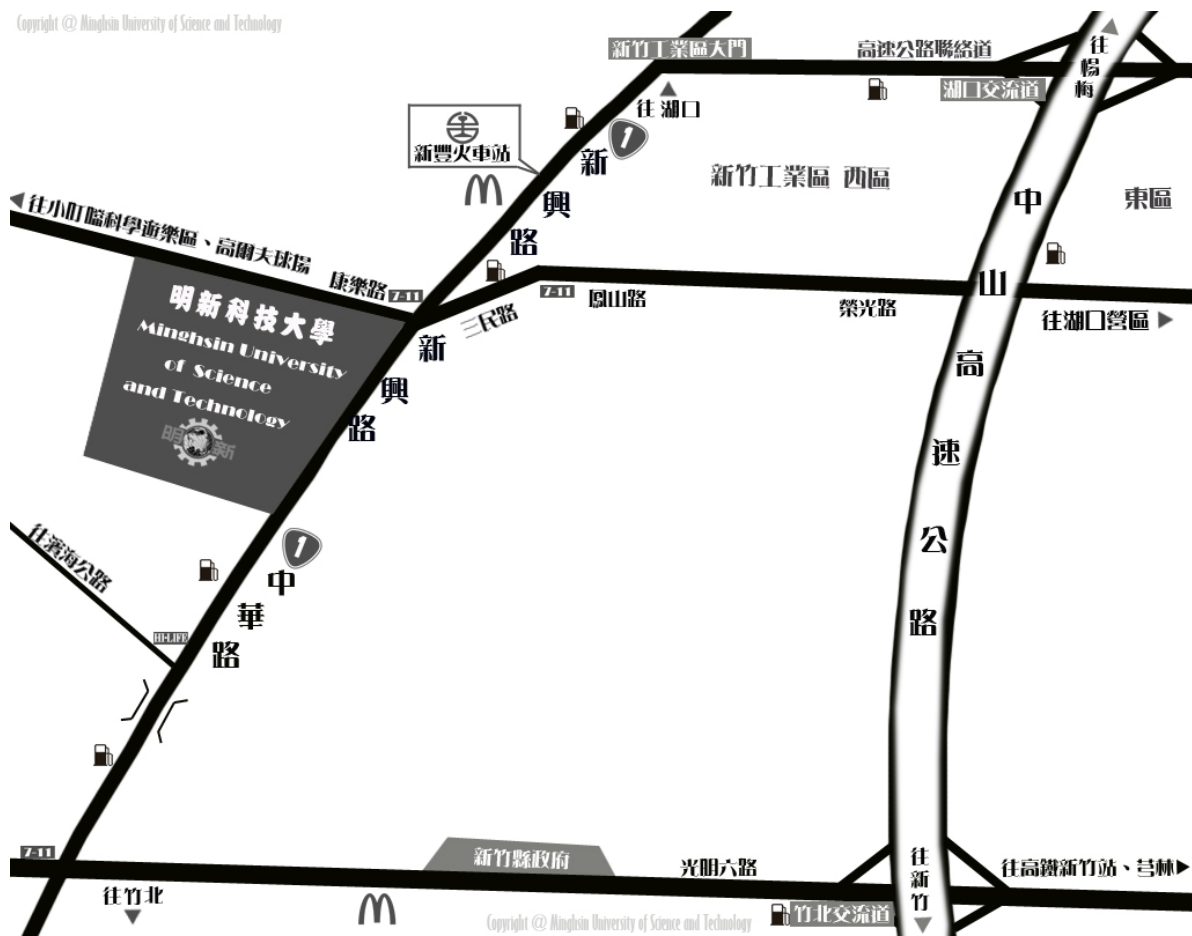 Copyright @ Minghsin University of Science and Technology
新竹工業區大門
高速公路聯絡道
往楊梅
湖口交流道
往 湖口
1
新豐火車站
新興路
新竹工業區 西區
東區
往小叮噹科學遊樂區、高爾夫球場
康樂路
7-11
7-11
鳳山路
三民路
榮光路
往湖口營區
中山高速公路
明新科技大學
Minghsin University
of Science
and Technology
明新
新興路
1
中華路
往濱海公路
HI-LIFE
7-11
新竹縣政府
光明六路
往新竹
往高鐵新竹站、芎林
往竹北
Copyright @ Minghsin University of Science and Technology
竹北交流道